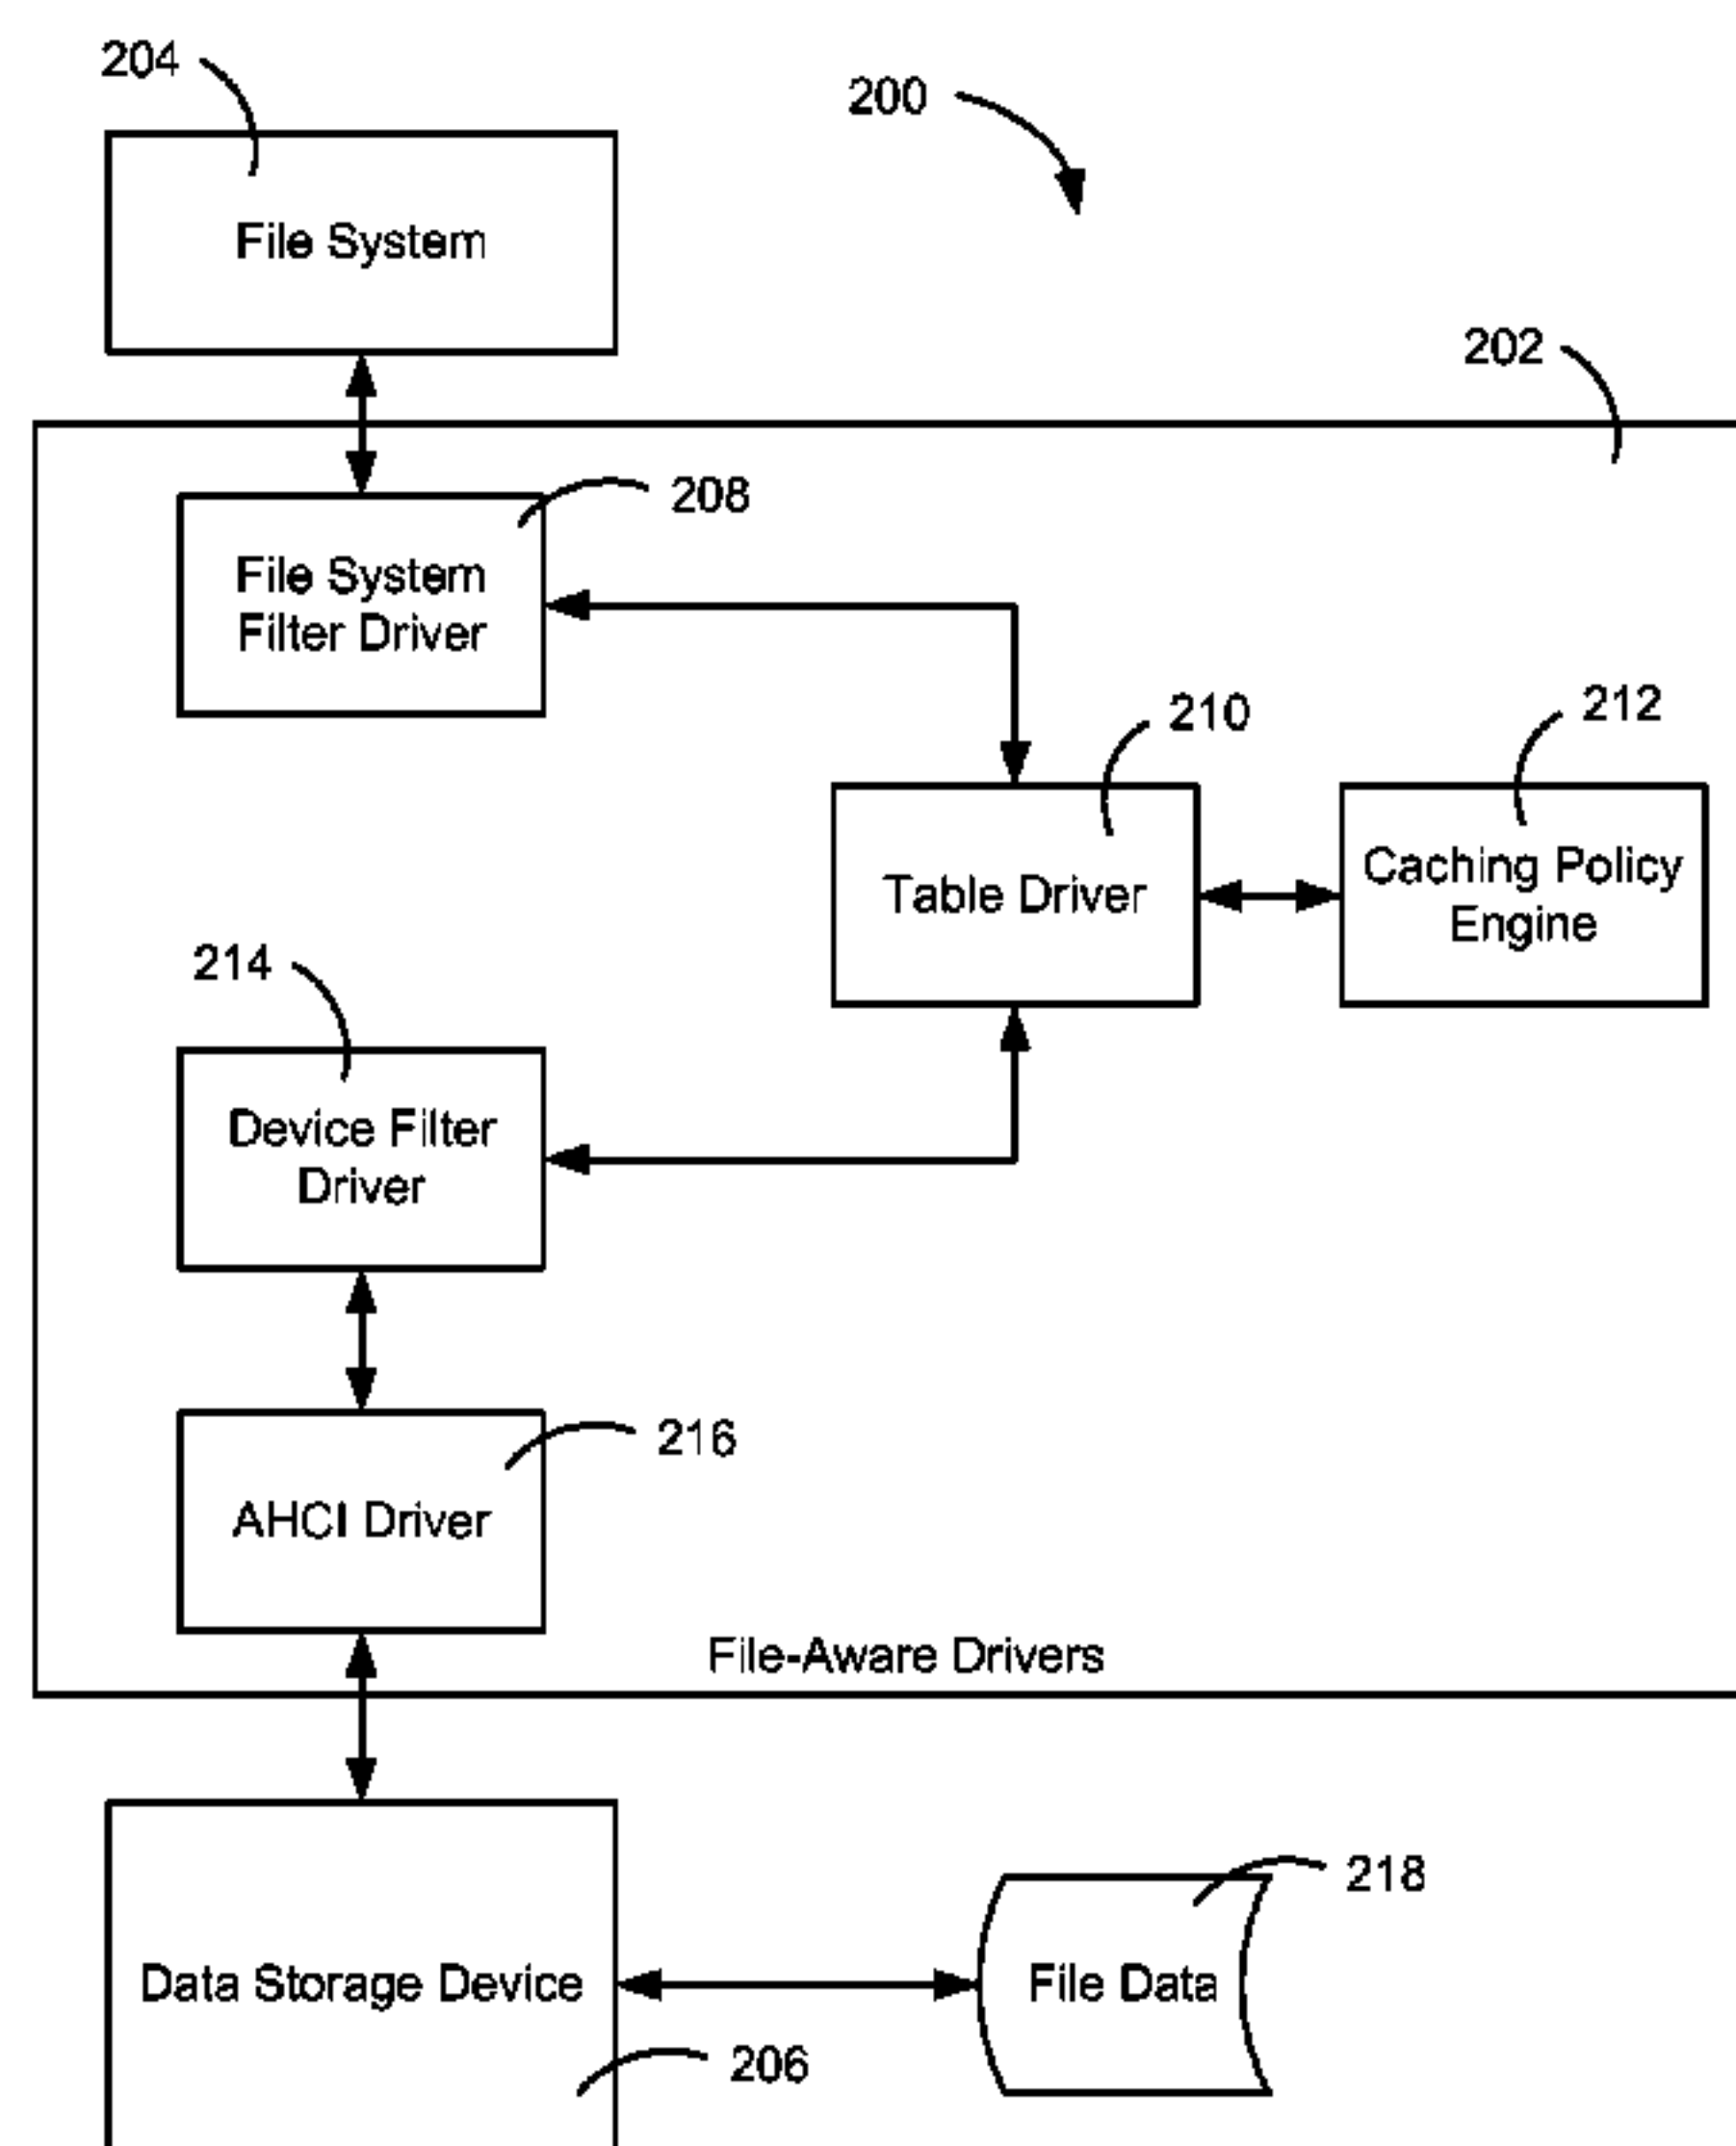 204
200
File System
202
208
File System
Filter Driver
210
212
Table Driver
Caching Policy
Engine
214
Device Filter
Driver
216
AHCI Driver
File-Aware Drivers
218
Data Storage Device
File Data
206